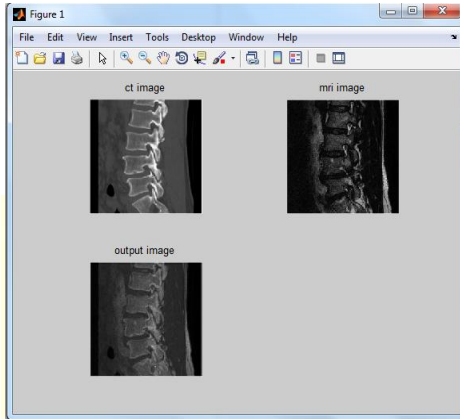 Figure 1
File Edit View Insert Tools Desktop Window Help
ct image
mri image
output image